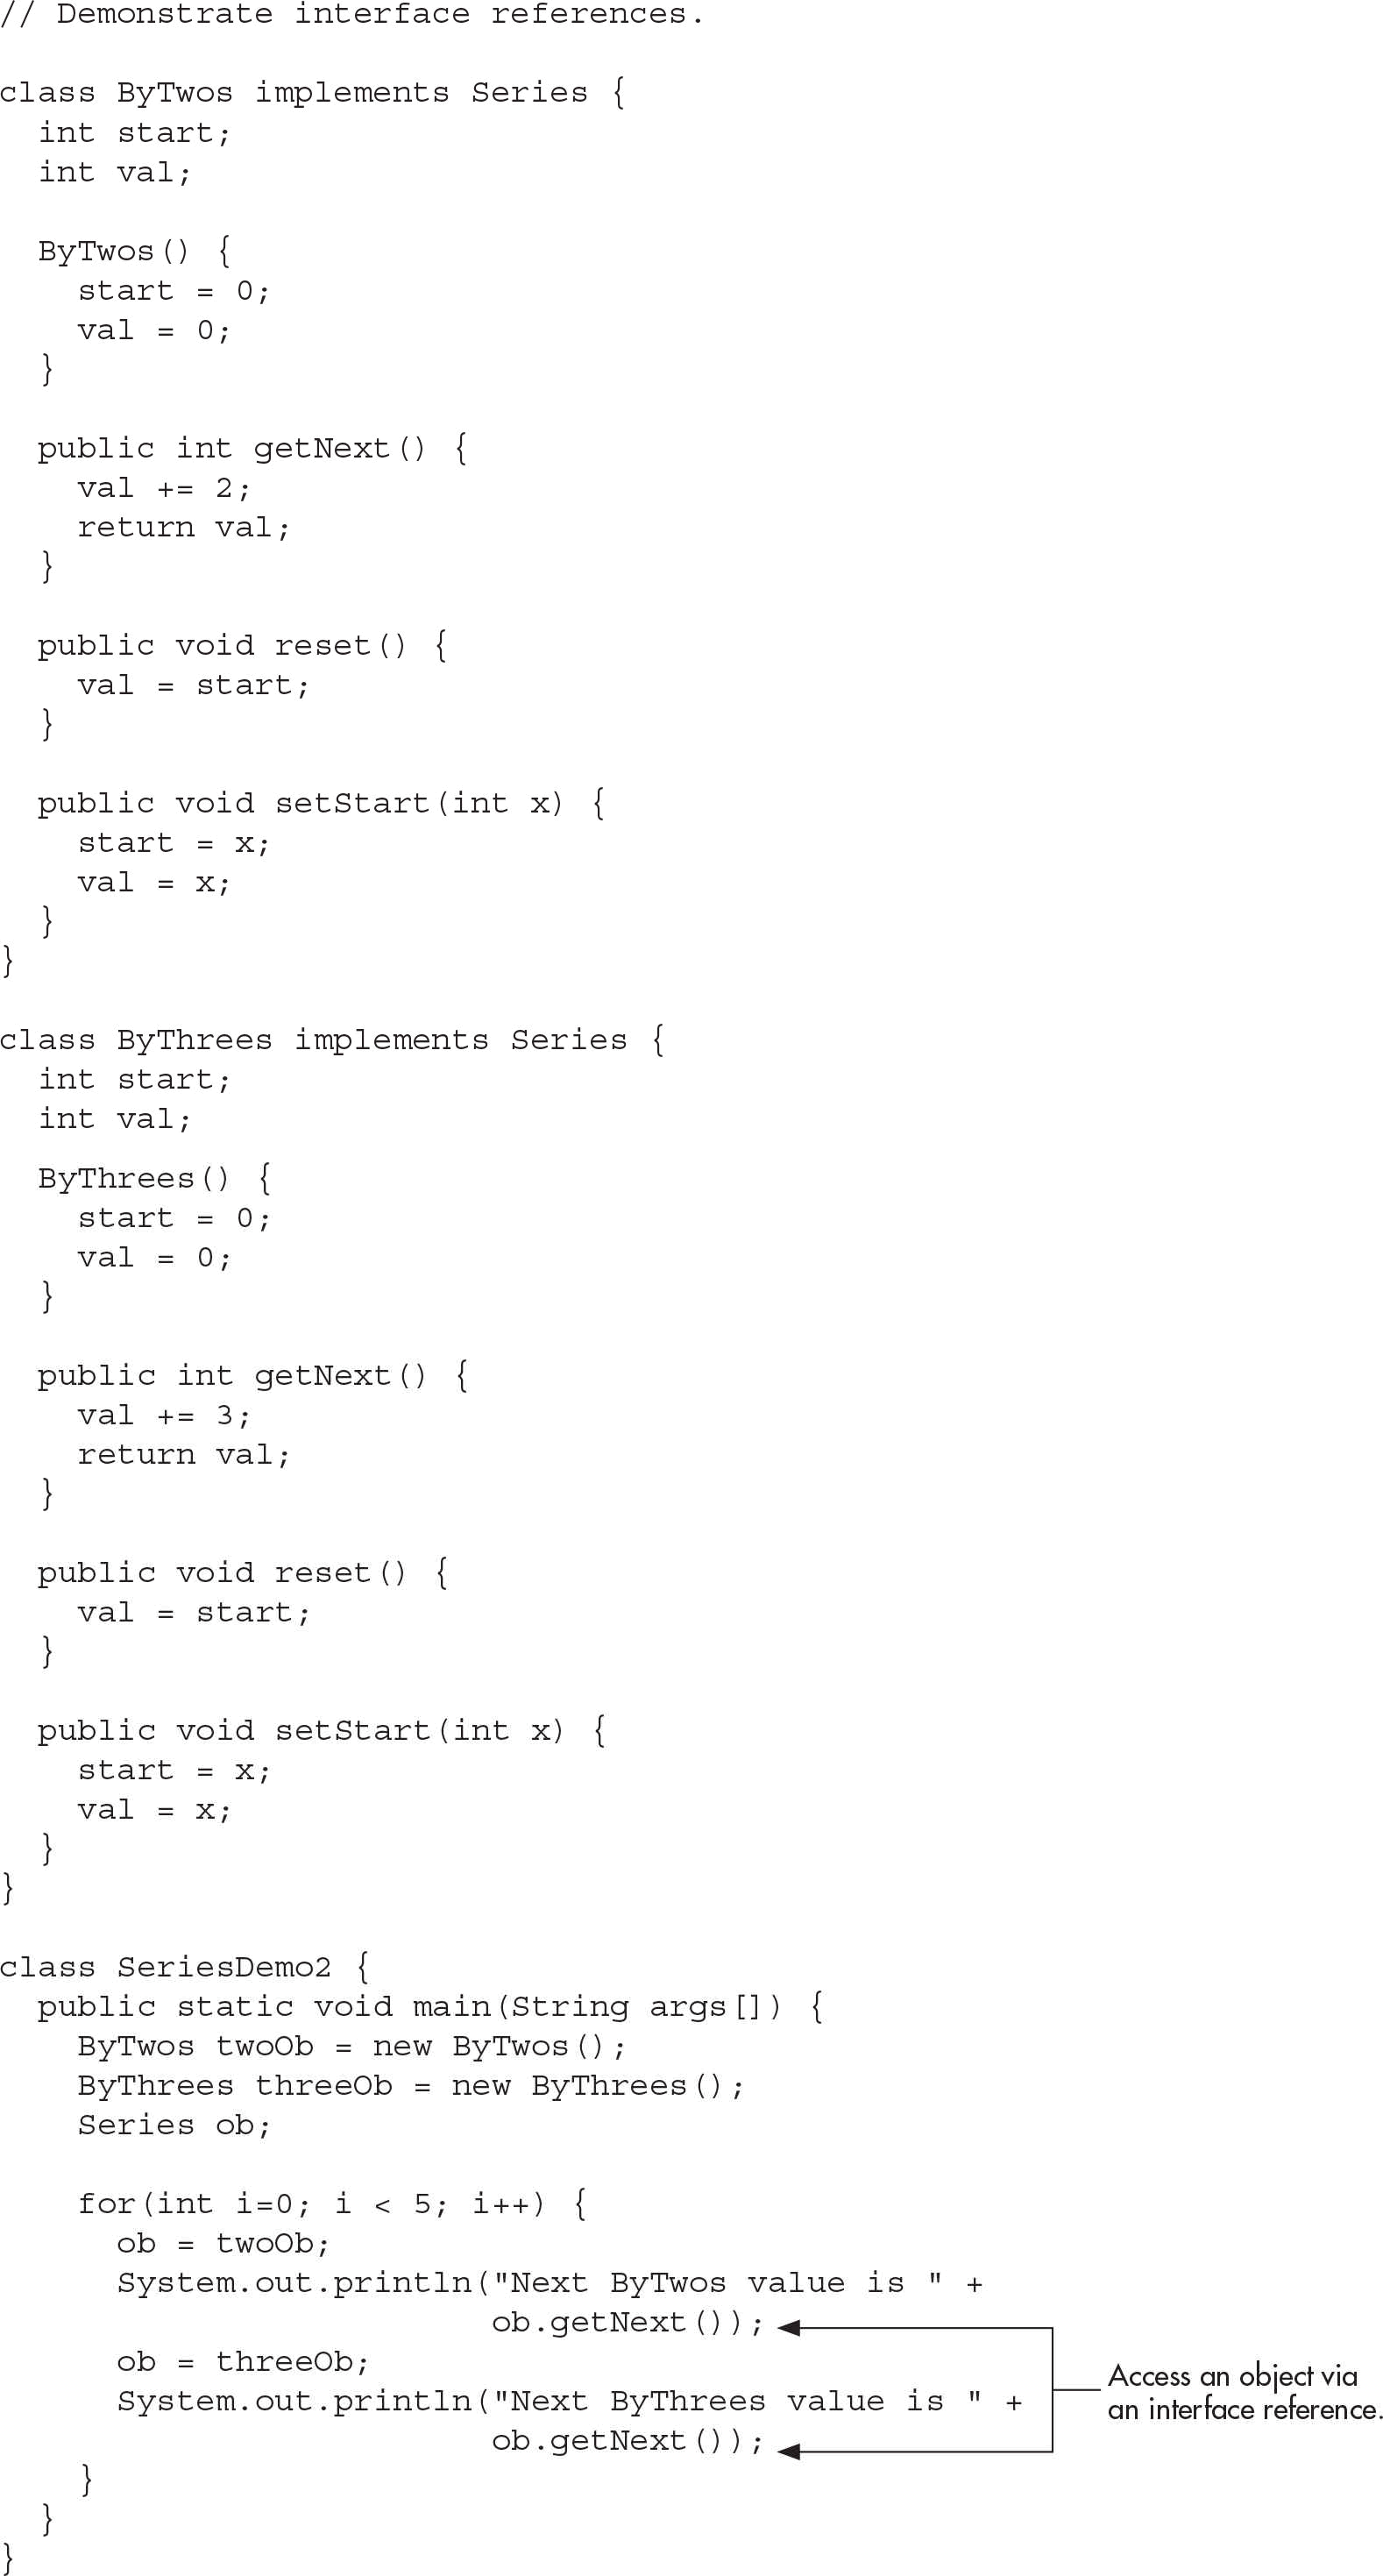 // Demonstrate interface references.

class ByTwos implements Series {
  int start;
  int val;

  ByTwos() {
    start = 0;
    val = 0;
  }

  public int getNext() {
    val += 2;
    return val;
  }

  public void reset() {
    val = start;
  }

  public void setStart(int x) {
    start = x;
    val = x;
  }
}

class ByThrees implements Series {
  int start;
  int val;

  ByThrees() {
    start = 0;
    val = 0;
  }

  public int getNext() {
    val += 3;
    return val;
  }

  public void reset() {
    val = start;
  }

  public void setStart(int x) {
    start = x;
    val = x;
  }
}

class SeriesDemo2 {
  public static void main(String args[]) {
    ByTwos twoOb = new ByTwos();
    ByThrees threeOb = new ByThrees();
    Series ob;

    for(int i=0; i < 5; i++) {
      ob = twoOb;
      System.out.println("Next ByTwos value is " +
                         ob.getNext());
      ob = threeOb;
      System.out.println("Next ByThrees value is " +
                         ob.getNext());
    }
  }
}
Access an object via
an interface reference.